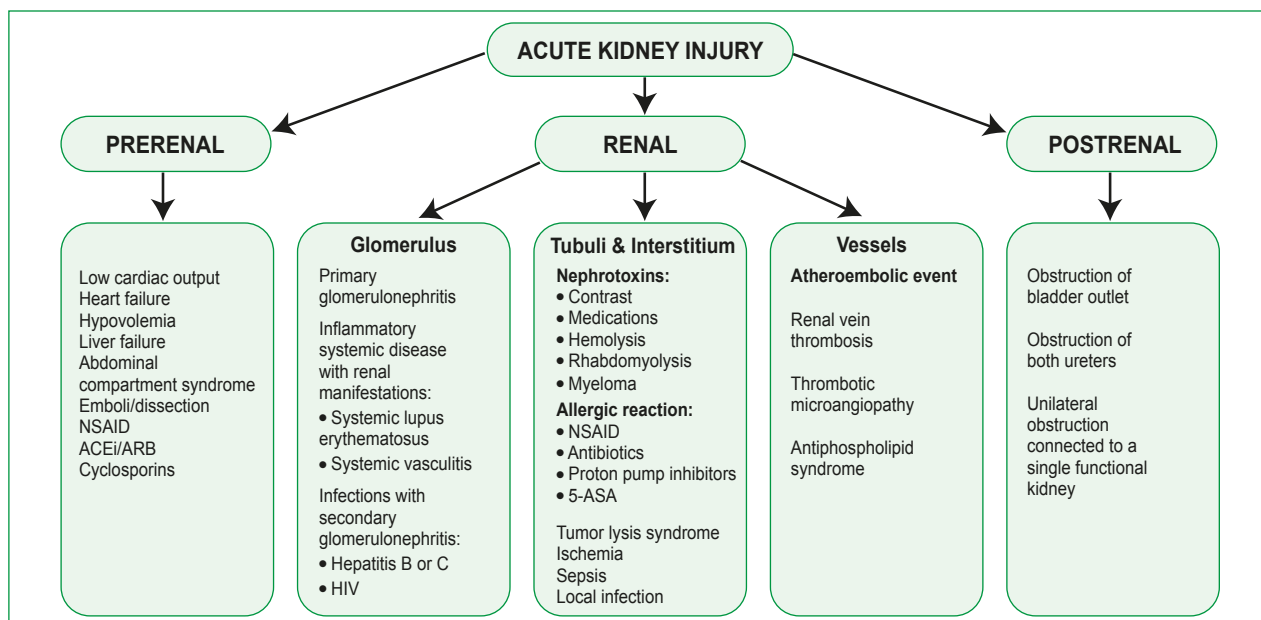 ACUTE KIDNEY INJURY
PRERENAL
RENAL
POSTRENAL
Low cardiac output
Heart failure
Hypovolemia
Liver failure
Abdominal
compartment syndrome
Emboli/dissection
NSAID
ACEi/ARB
Cyclosporins
Glomerulus
Primary
glomerulonephritis
Inflammatory
systemic disease
with renal
manifestations:
• Systemic lupus
erythematosus
• Systemic vasculitis
Infections with
secondary
glomerulonephritis:
• Hepatitis B or C
• HIV
Tubuli & Interstitium
Nephrotoxins:
• Contrast
• Medications
• Hemolysis
• Rhabdomyolysis
• Myeloma
Allergic reaction:
• NSAID
• Antibiotics
• Proton pump inhibitors
• 5-ASA
Tumor lysis syndrome
Ischemia
Sepsis
Local infection
Vessels
Atheroembolic event
Renal vein
thrombosis
Thrombotic
microangiopathy
Antiphospholipid
syndrome
Obstruction of
bladder outlet
Obstruction of
both ureters
Unilateral
obstruction
connected to a
single functional
kidney